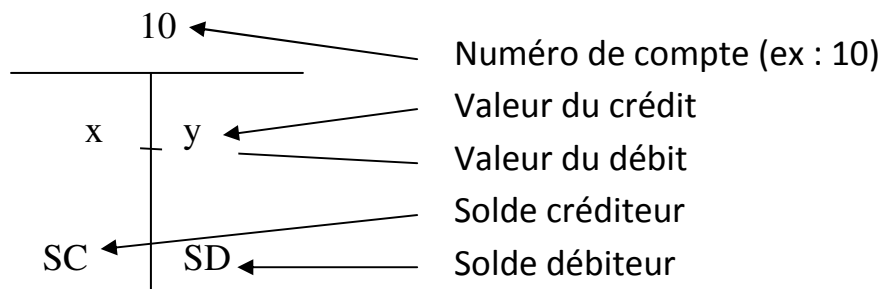 10
Numéro de compte (ex : 10)
x y
Valeur du crédit
Valeur du débit
Solde créditeur
SC SD
Solde débiteur